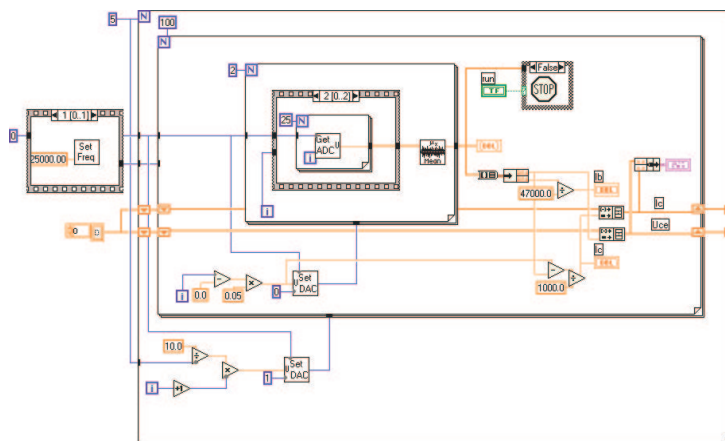 5
100
2
False
run
TF
STOP
1 [0..1]
2 [0..2]
25
0
Set
Freq
25000.00
Get
ADC
U
i
Mean
i
Ib
47000.0
Ic
Uce
0
Ic
i
0.0
0.05
0
U
Set
DAC
1000.0
10.0
i
+1
1
U
Set
DAC